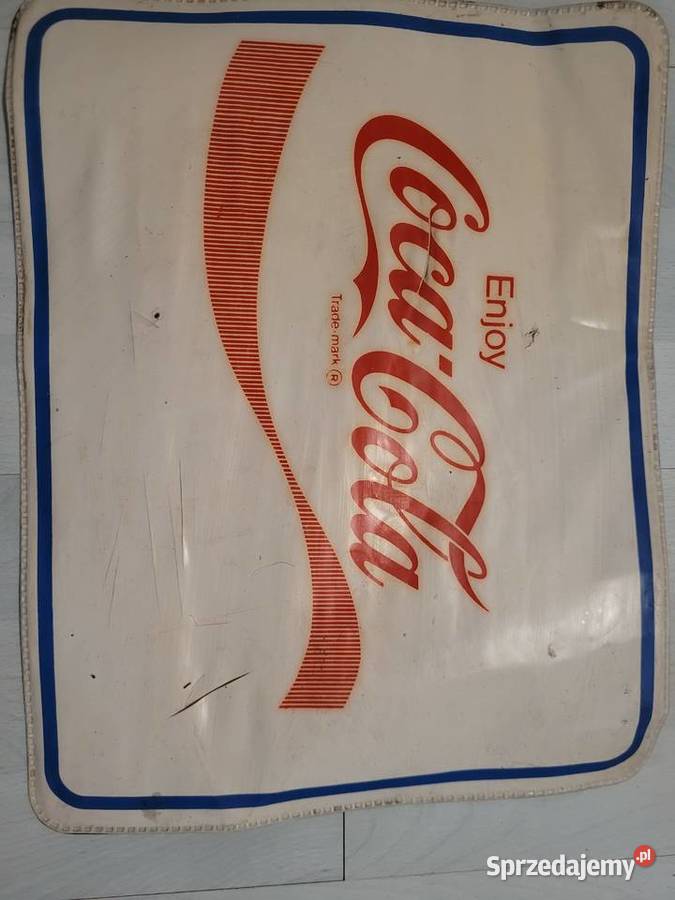 Enjoy
Coca-Cola
Trade-mark ®
Sprzedajemy.pl